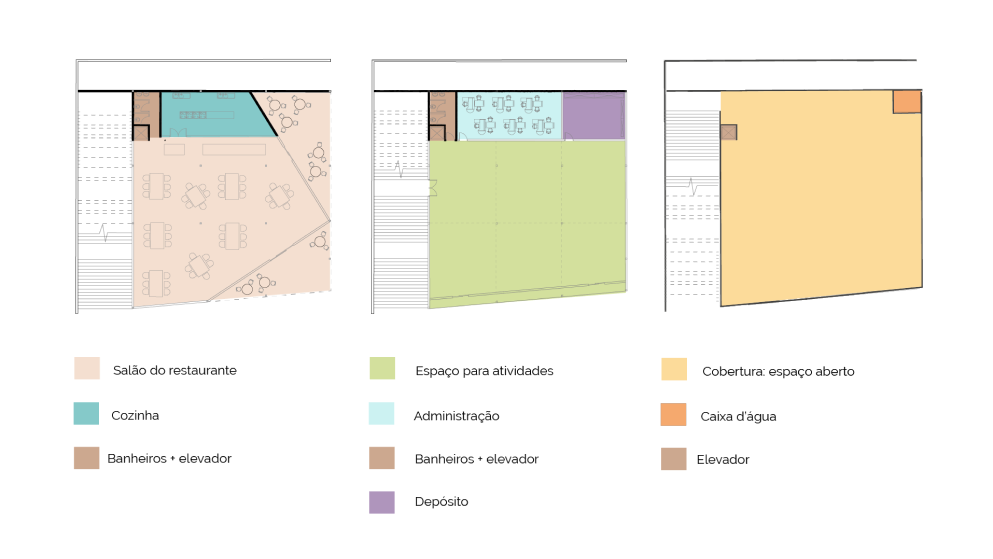 Salão do restaurante
Cozinha
Banheiros + elevador
Espaço para atividades
Administração
Banheiros + elevador
Depósito
Cobertura: espaço aberto
Caixa d'água
Elevador